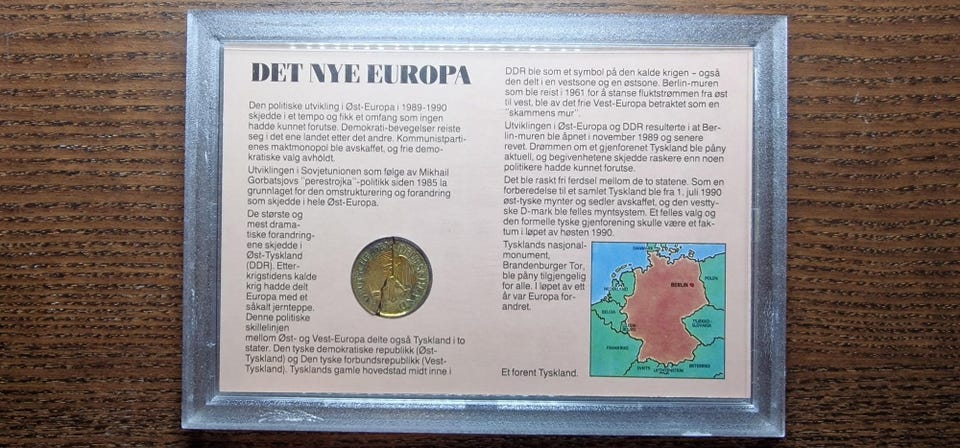 DET NYE EUROPA
Den politiske utvikling i Øst-Europa i 1989-1990
skjedde i et tempo og fikk et omfang som ingen
hadde kunnet forutse. Demokrati-bevegelser reiste
seg i det ene landet etter det andre. Kommunistparti-
enes maktmonopol ble avskaffet, og frie demo-
kratiske valg avholdt.
Utviklingen i Sovjetunionen som følge av Mikhail
Gorbatsjovs ¨perestrojka¨-politikk siden 1985 la
grunnlaget for den omstrukturering og forandring
som skjedde i hele Øst-Europa.
De største og
mest drama-
tiske forandring-
ene skjedde i
Øst-Tyskland
(DDR). Etter-
krigstidens kalde
krig hadde delt
Europa med et
såkalt jernteppe.
Denne politiske
skillelinjen
mellom Øst- og Vest-Europa delte også Tyskland i to
stater. Den tyske demokratiske republikk (Øst-
Tyskland) og Den tyske forbundsrepublikk (Vest-
Tyskland). Tysklands gamle hovedstad midt inne i
DDR ble som et symbol på den kalde krigen – også
den delt i en vestsone og en østsone. Berlin-muren
som ble reist i 1961 for å stanse fluktstrømmen fra øst
til vest, ble av det frie Vest-Europa betraktet som en
¨skammens mur¨.
Utviklingen i Øst-Europa og DDR resulterte i at Ber-
lin-muren ble åpnet i november 1989 og senere
revet. Drømmen om et gjenforenet Tyskland ble påny
aktuell, og begivenhetene skjedde raskere enn noen
politikere hadde kunnet forutse.
Det ble raskt fri ferdsel mellom de to statene. Som en
forberedelse til et samlet Tyskland ble fra 1. juli 1990
øst-tyske mynter og sedler avskaffet, og den vestty-
ske D-mark ble felles myntsystem. Et felles valg og
den formelle tyske gjenforening skulle være et fak-
tum i løpet av høsten 1990.
Tysklands nasjonal-
monument,
Brandenburger Tor,
ble påny tilgjengelig
for alle. I løpet av ett
år var Europa for-
andret.
Et forent Tyskland.
DANMARK
POLEN
BERLIN
NEDERLAND
BELGIA
TSJEKKO-
SLOVAKIA
FRANKRIKE
SVEITS
LIECHTENSTEIN
ØSTERRIKE